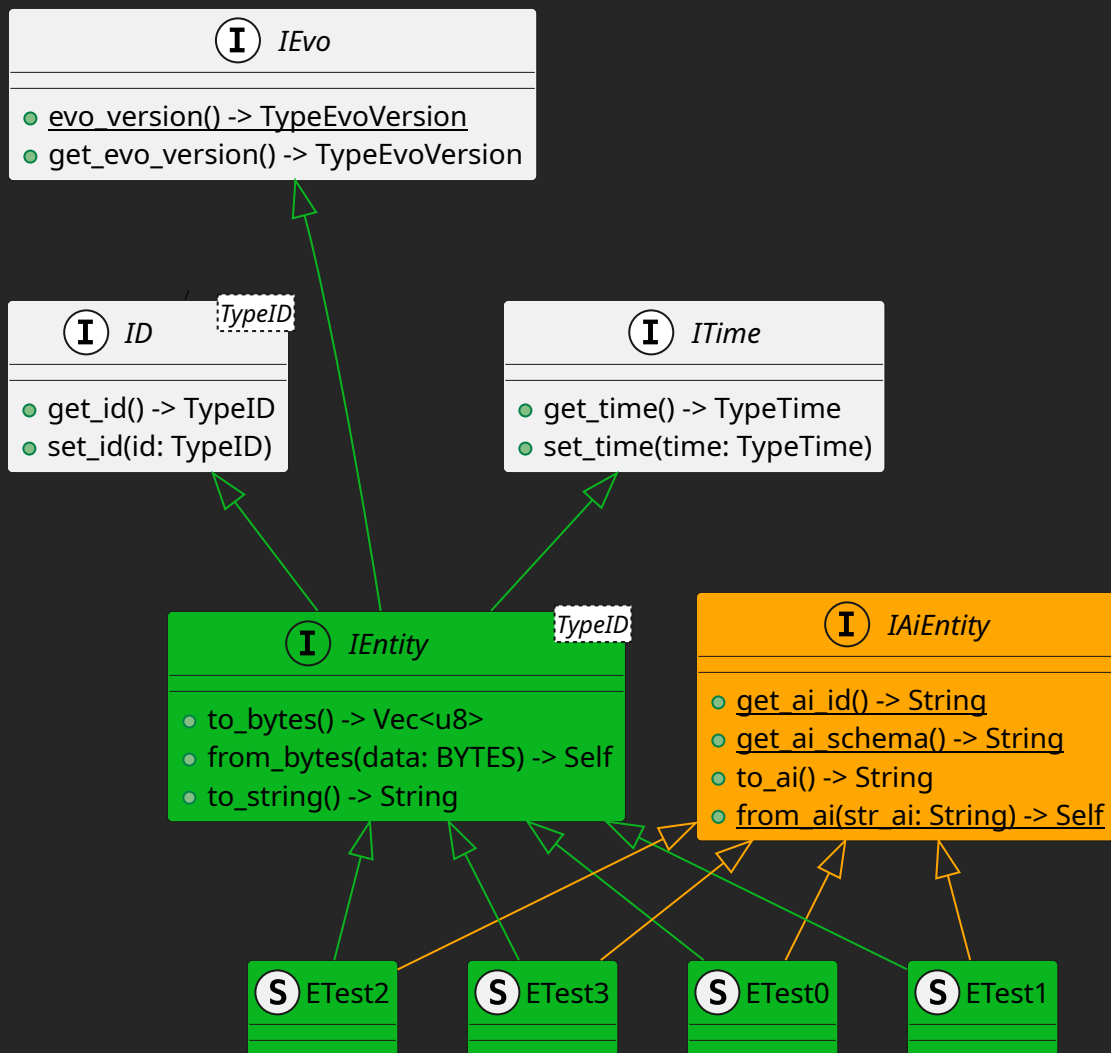 I IEvo
evo_version() -> TypeEvoVersion
get_evo_version() -> TypeEvoVersion
I ID
TypeID
get_id() -> TypeID
set_id(id: TypeID)
I ITime
get_time() -> TypeTime
set_time(time: TypeTime)
I IEntity
TypeID
to_bytes() -> Vec<u8>
from_bytes(data: BYTES) -> Self
to_string() -> String
I IAiEntity
get_ai_id() -> String
get_ai_schema() -> String
to_ai() -> String
from_ai(str_ai: String) -> Self
S ETest2
S ETest3
S ETest0
S ETest1